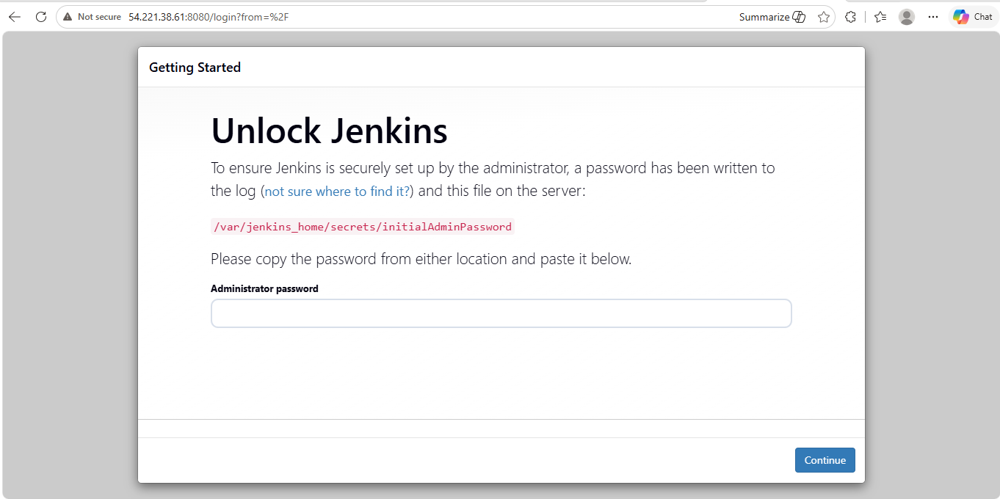 Not secure 54.221.38.61:8080/login?from=%2F Summarize Chat
Getting Started
Unlock Jenkins
To ensure Jenkins is securely set up by the administrator, a password has been written to
the log (not sure where to find it?) and this file on the server:
/var/jenkins_home/secrets/initialAdminPassword
Please copy the password from either location and paste it below.
Administrator password
Continue